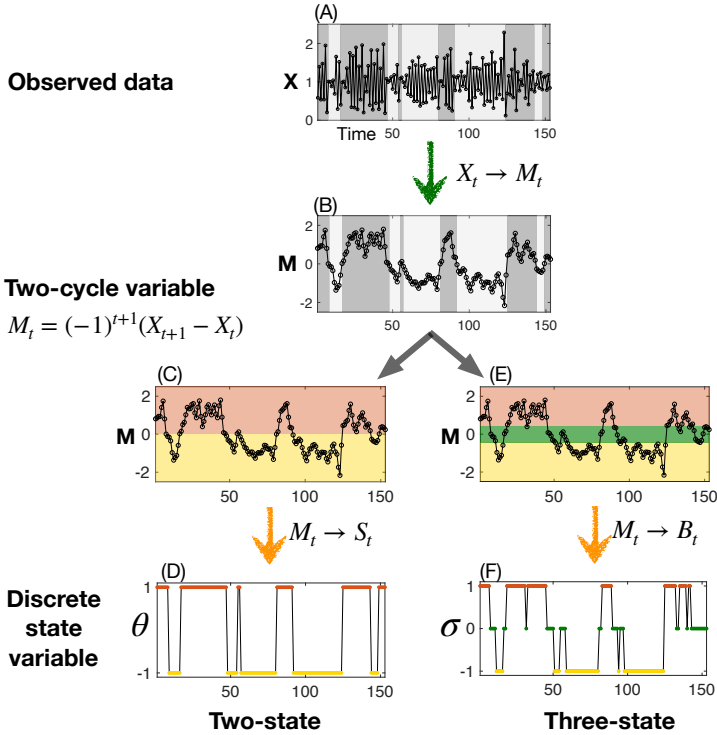 (A)
Observed data
X
2
1
0
Time
50
100
150
X_t → M_t
(B)
M
2
0
-2
50
100
150
Two-cycle variable
M_t = (-1)^{t+1}(X_{t+1} − X_t)
(C)
M
2
0
-2
50
100
150
(E)
M
2
0
-2
50
100
150
M_t → S_t
M_t → B_t
(D)
Discrete
state
variable
θ
1
-1
50
100
150
Two-state
(F)
σ
1
0
-1
50
100
150
Three-state